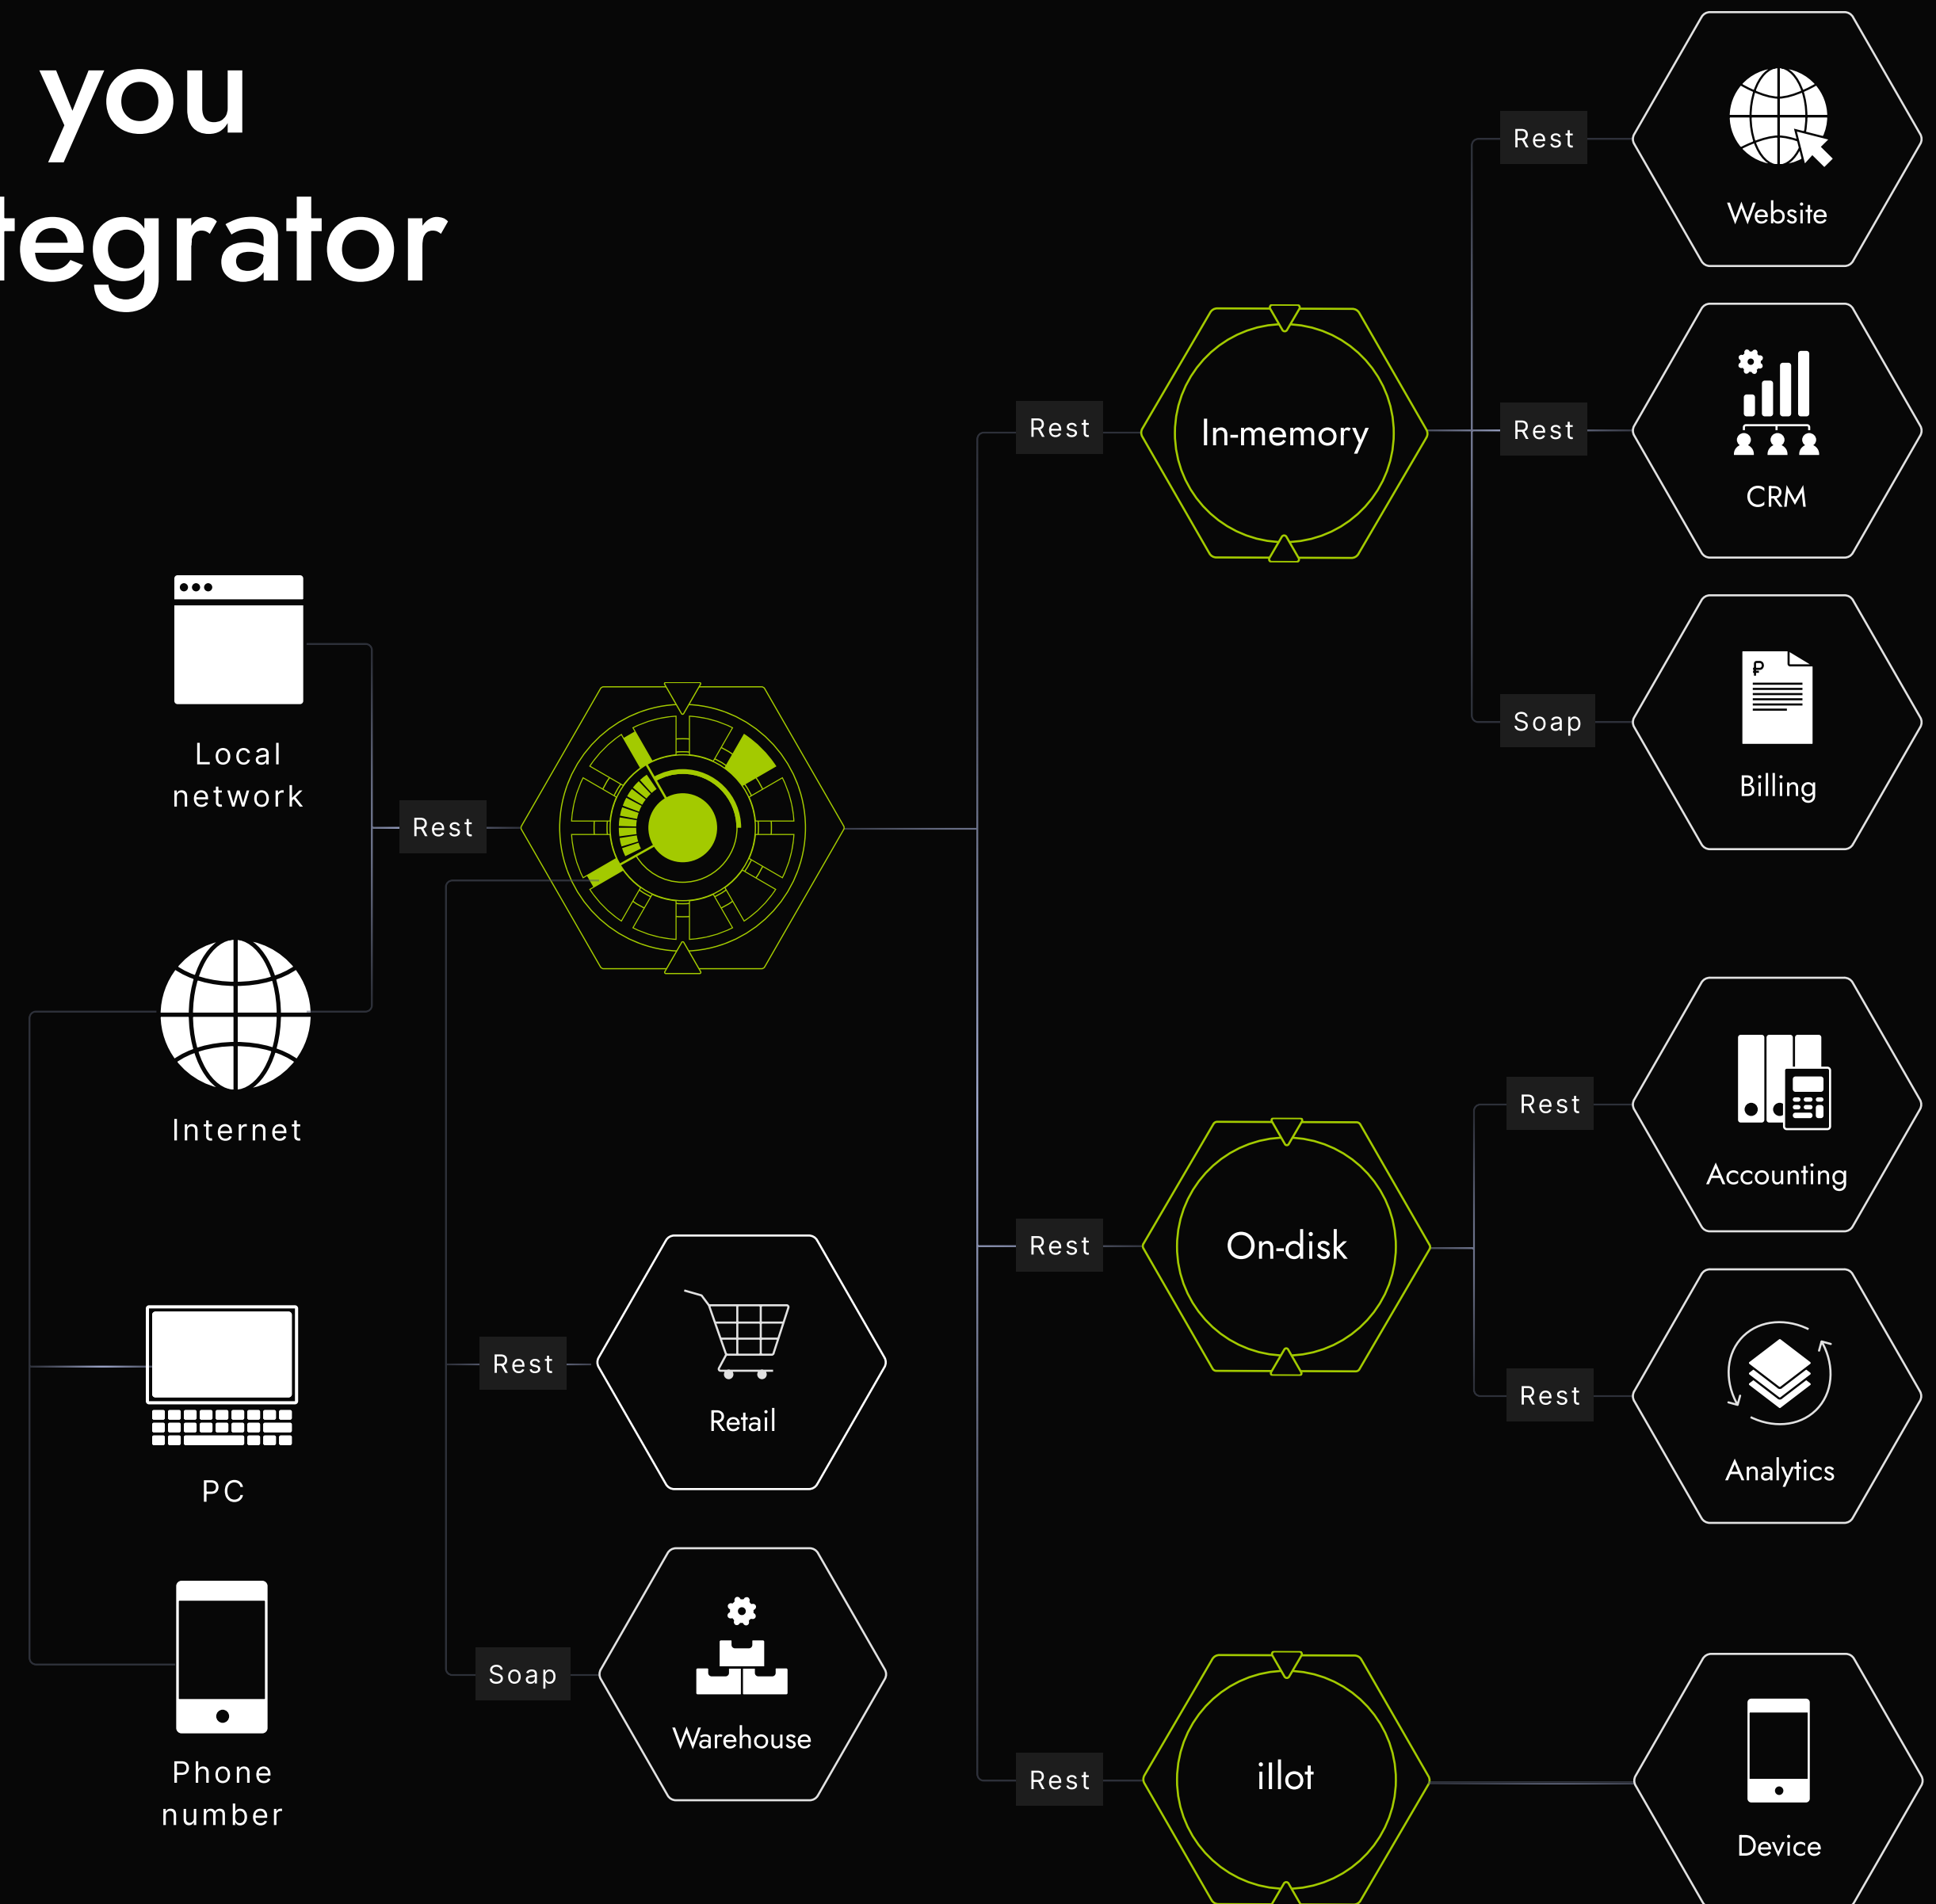 you
tegrator
Rest
Website
Rest
In-memory
Rest
CRM
Soap
Billing
Local
network
Rest
Internet
Rest
Accounting
Rest
On-disk
Rest
Analytics
PC
Rest
Retail
Soap
Warehouse
Phone
number
Rest
illot
Device